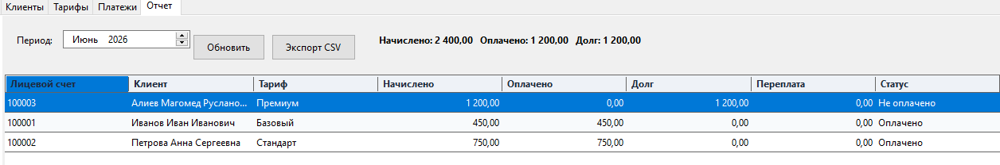 Клиенты Тарифы Платежи Отчет
Период: Июнь 2026 Обновить Экспорт CSV Начислено: 2 400,00 Оплачено: 1 200,00 Долг: 1 200,00
Лицевой счет Клиент Тариф Начислено Оплачено Долг Переплата Статус
100003 Алиев Магомед Руслано... Премиум 1 200,00 0,00 1 200,00 0,00 Не оплачено
100001 Иванов Иван Иванович Базовый 450,00 450,00 0,00 0,00 Оплачено
100002 Петрова Анна Сергеевна Стандарт 750,00 750,00 0,00 0,00 Оплачено